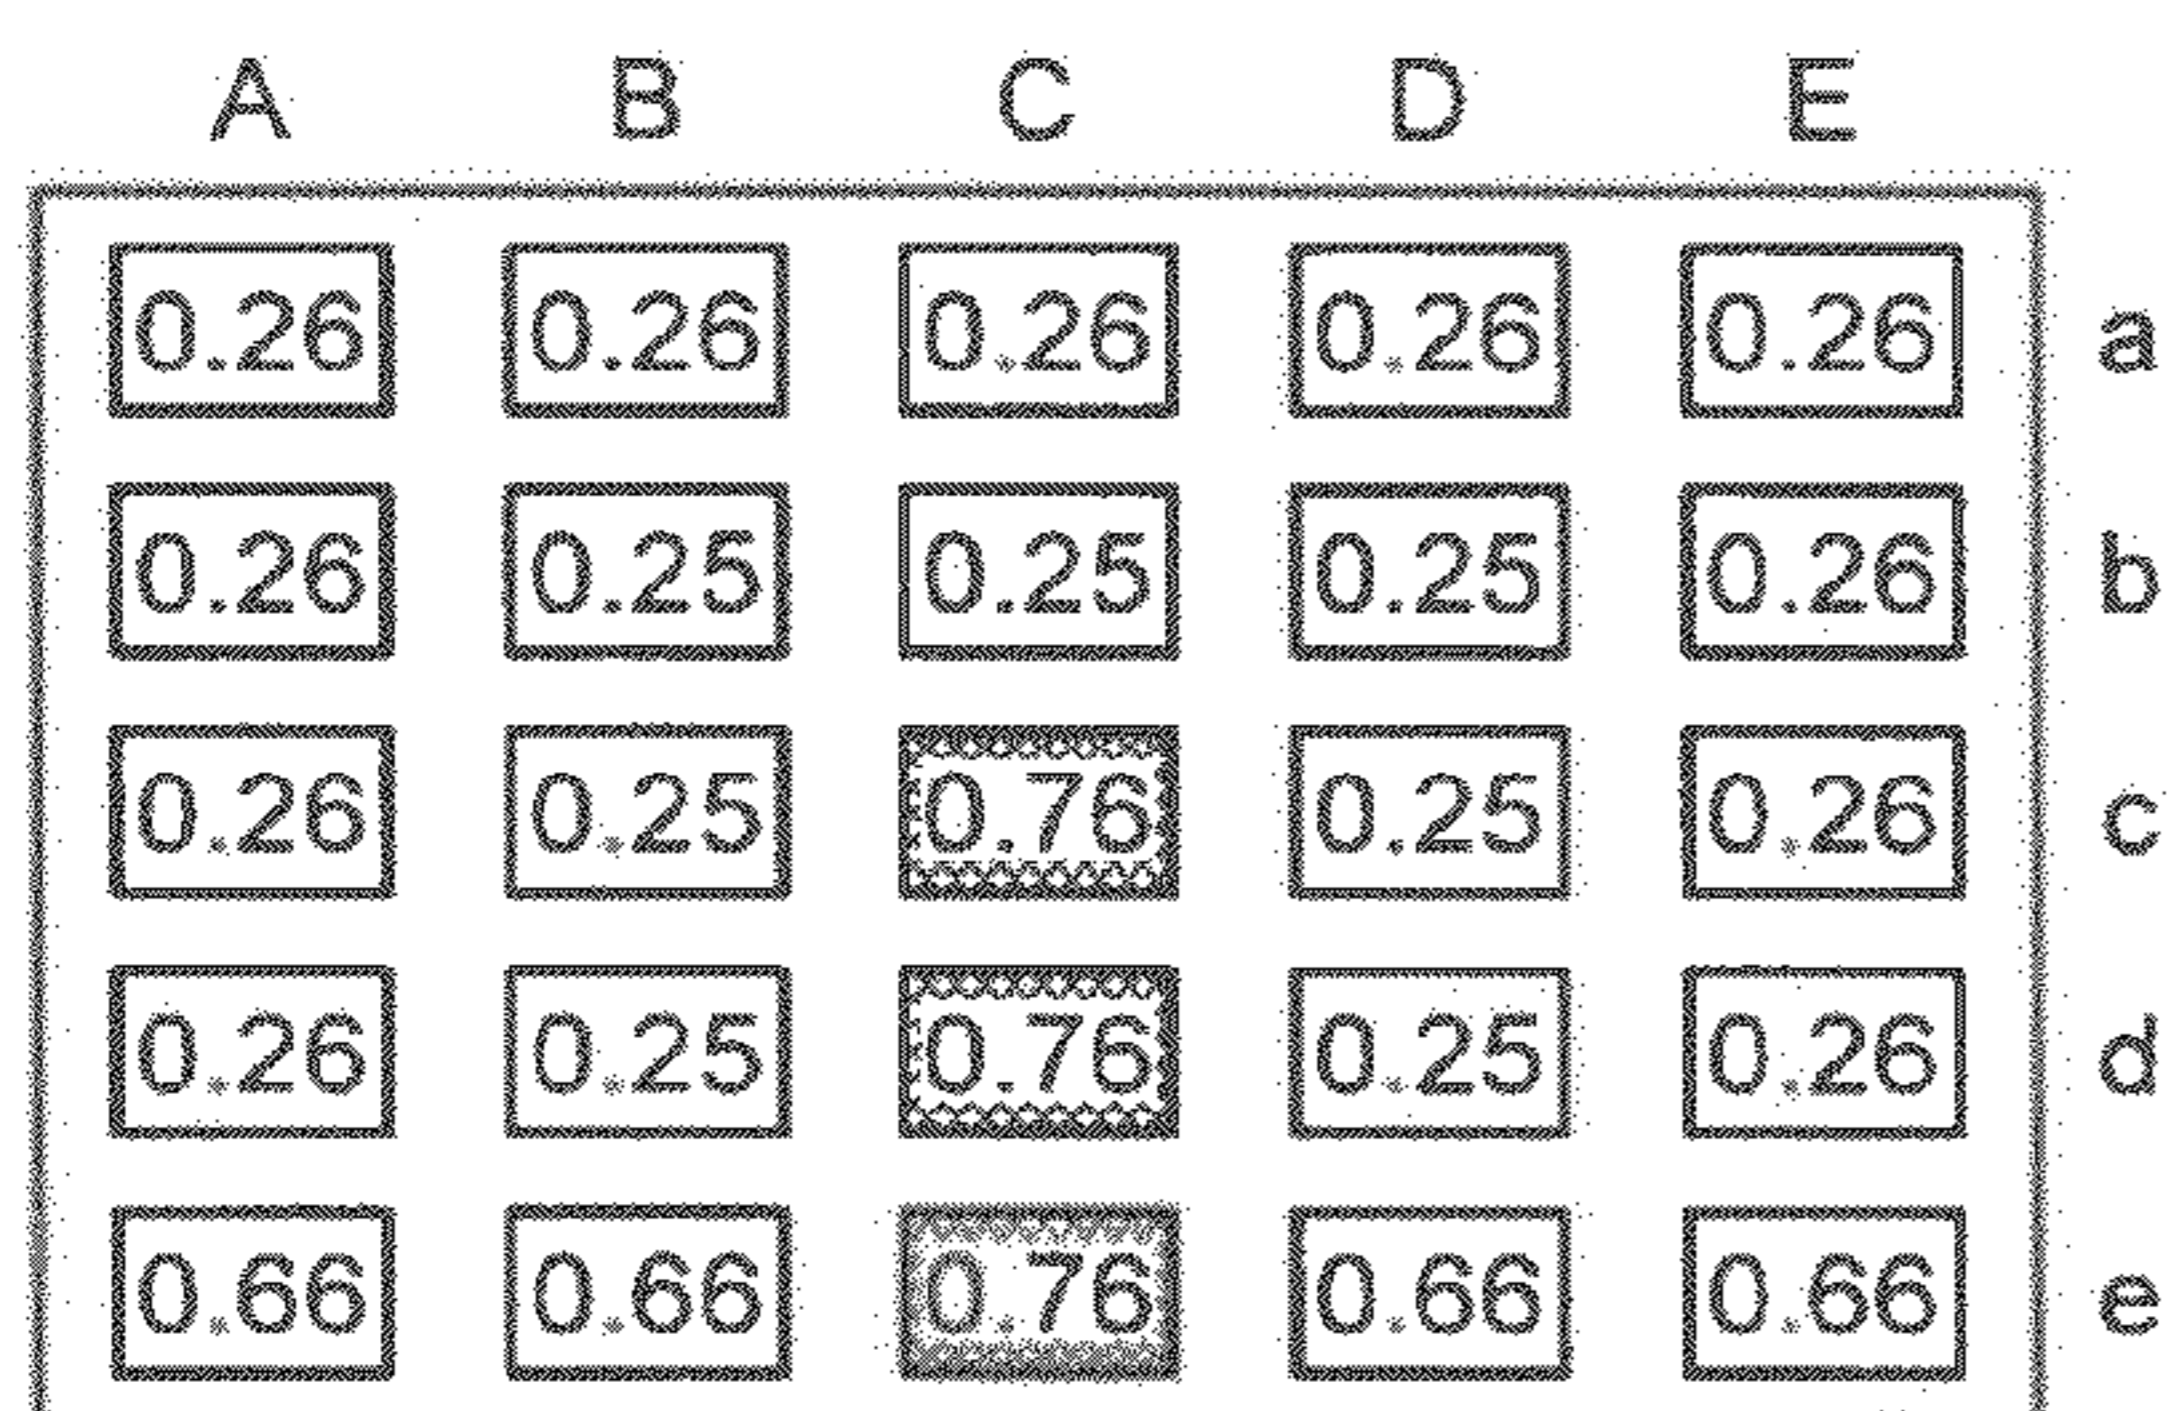 A B C D E
0.26 0.26 0.26 0.26 0.26 a
0.26 0.25 0.25 0.25 0.26 b
0.26 0.25 0.76 0.25 0.26 c
0.26 0.25 0.76 0.25 0.26 d
0.66 0.66 0.76 0.66 0.66 e